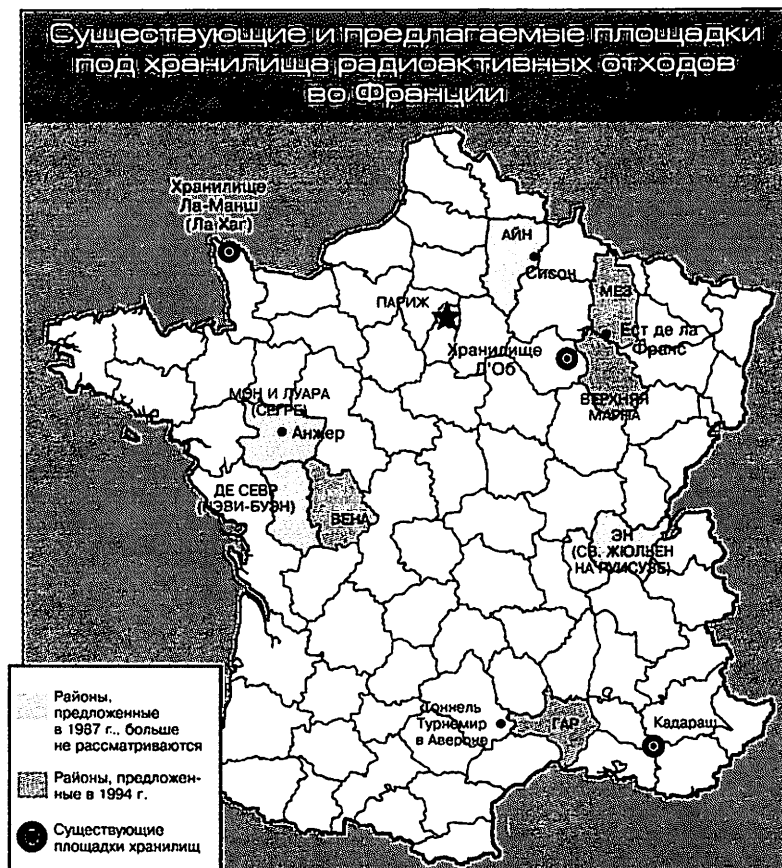 Существующие и предлагаемые площадки
под хранилища радиоактивных отходов
во Франции
Хранилище
Ла-Манш
(Ла Хаг)
АЙН
Сисон
МЕЗ
ПАРИЖ
Ест де ла
Франс
Хранилище
Л'Об
ВЕРХНЯЯ
МАРНА
МЭН И ЛУАРА
(СЕГРЕ)
Анжер
ДЕ СЕВР
(НЭВИ-БУЭН)
ВЕНА
ЭН
(СВ. ЖЮЛЬЕН
Тоннель
Турнемир
в Авероне
ГАР
Кадараш
Районы,
предложенные
в 1987 г., больше
не рассматриваются
Районы, предложен-
ные в 1994 г.
Существующие
площадки хранилищ